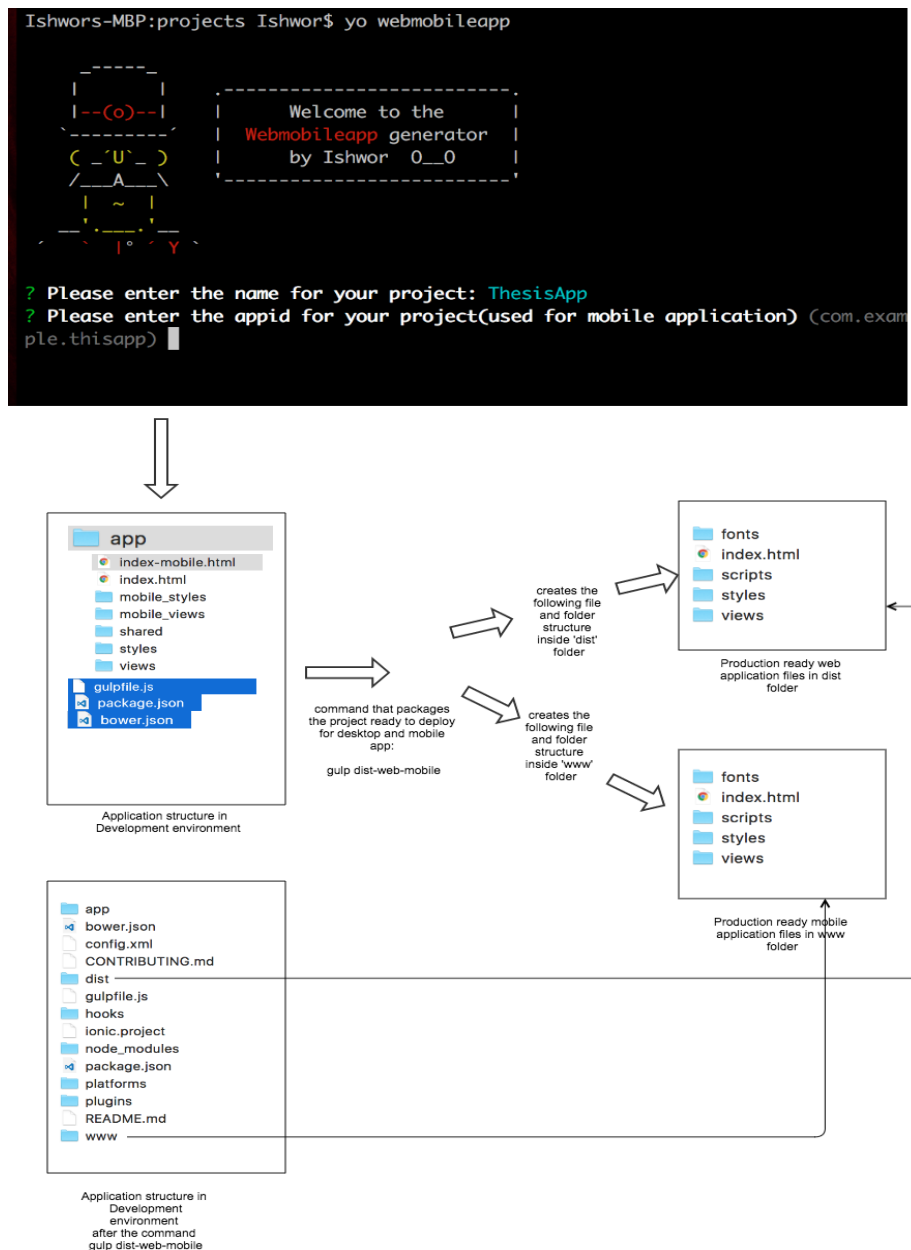 Ishwors-MBP:projects Ishwor$ yo webmobileapp
Welcome to the
Webmobileapp generator
by Ishwor O__O
? Please enter the name for your project: ThesisApp
? Please enter the appid for your project(used for mobile application) (com.exam
ple.thisapp)
app
index-mobile.html
index.html
mobile_styles
mobile_views
shared
styles
views
gulpfile.js
package.json
bower.json
Application structure in
Development environment
command that packages
the project ready to deploy
for desktop and mobile
app:
gulp dist-web-mobile
creates the
following file
and folder
structure
inside 'dist'
folder
creates the
following file
and folder
structure
inside 'www'
folder
fonts
index.html
scripts
styles
views
Production ready web
application files in dist
folder
fonts
index.html
scripts
styles
views
Production ready mobile
application files in www
folder
app
bower.json
config.xml
CONTRIBUTING.md
dist
gulpfile.js
hooks
ionic.project
node_modules
package.json
platforms
plugins
README.md
www
Application structure in
Development
environment
after the command
gulp dist-web-mobile